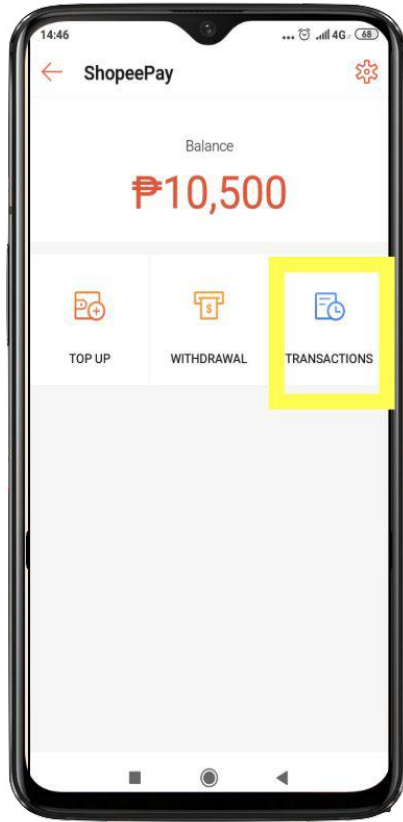 14:46
... 4G 68
ShopeePay
Balance
₱10,500
TOP UP
WITHDRAWAL
TRANSACTIONS